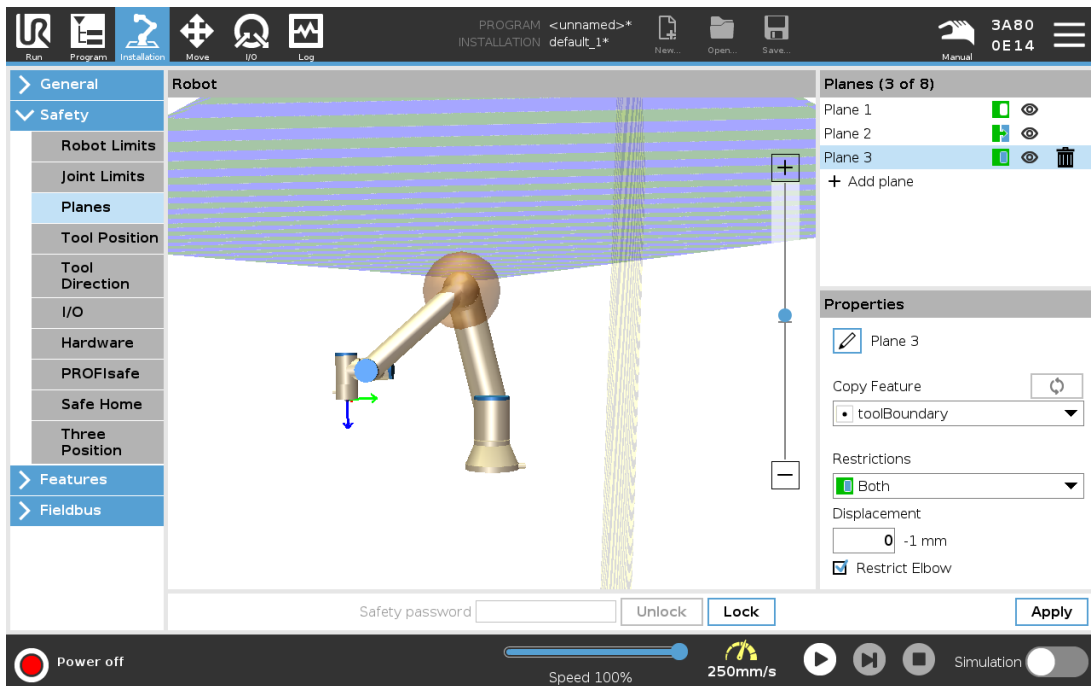 UR
PROGRAM <unnamed>*
INSTALLATION default_1*
3A80
0E14
Run Program Installation Move I/O Log New... Open... Save... Manual
General
Safety
Robot Limits
Joint Limits
Planes
Tool Position
Tool
Direction
I/O
Hardware
PROFIsafe
Safe Home
Three
Position
Features
Fieldbus
Robot
Planes (3 of 8)
Plane 1
Plane 2
Plane 3
+ Add plane
Properties
Plane 3
Copy Feature
toolBoundary
Restrictions
Both
Displacement
0 -1 mm
Restrict Elbow
Safety password Unlock Lock Apply
Power off
Speed 100%
250mm/s
Simulation